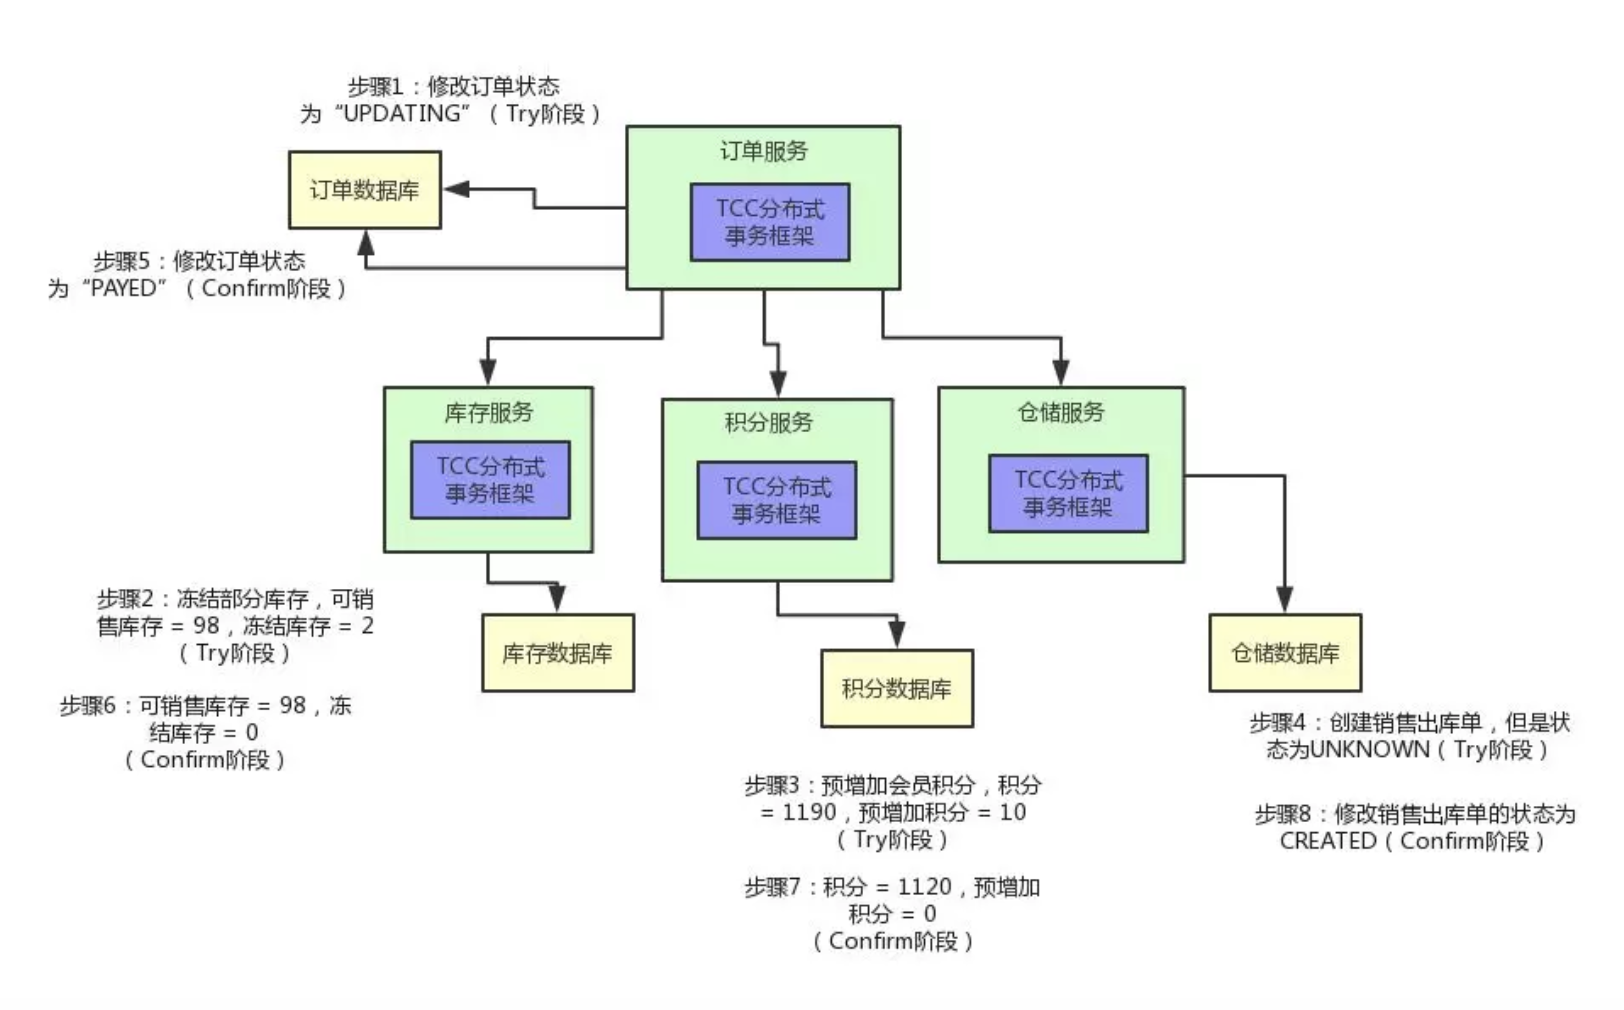 步骤1：修改订单状态
为“UPDATING”（Try阶段）
订单服务
TCC分布式
事务框架
订单数据库
步骤5：修改订单状态
为“PAYED”（Confirm阶段）
库存服务
TCC分布式
事务框架
积分服务
TCC分布式
事务框架
仓储服务
TCC分布式
事务框架
步骤2：冻结部分库存，可销
售库存 = 98，冻结库存 = 2
（Try阶段）
库存数据库
步骤6：可销售库存 = 98，冻
结库存 = 0
（Confirm阶段）
积分数据库
仓储数据库
步骤4：创建销售出库单，但是状
态为UNKNOWN（Try阶段）
步骤3：预增加会员积分，积分
= 1190，预增加积分 = 10
（Try阶段）
步骤8：修改销售出库单的状态为
CREATED（Confirm阶段）
步骤7：积分 = 1120，预增加
积分 = 0
（Confirm阶段）